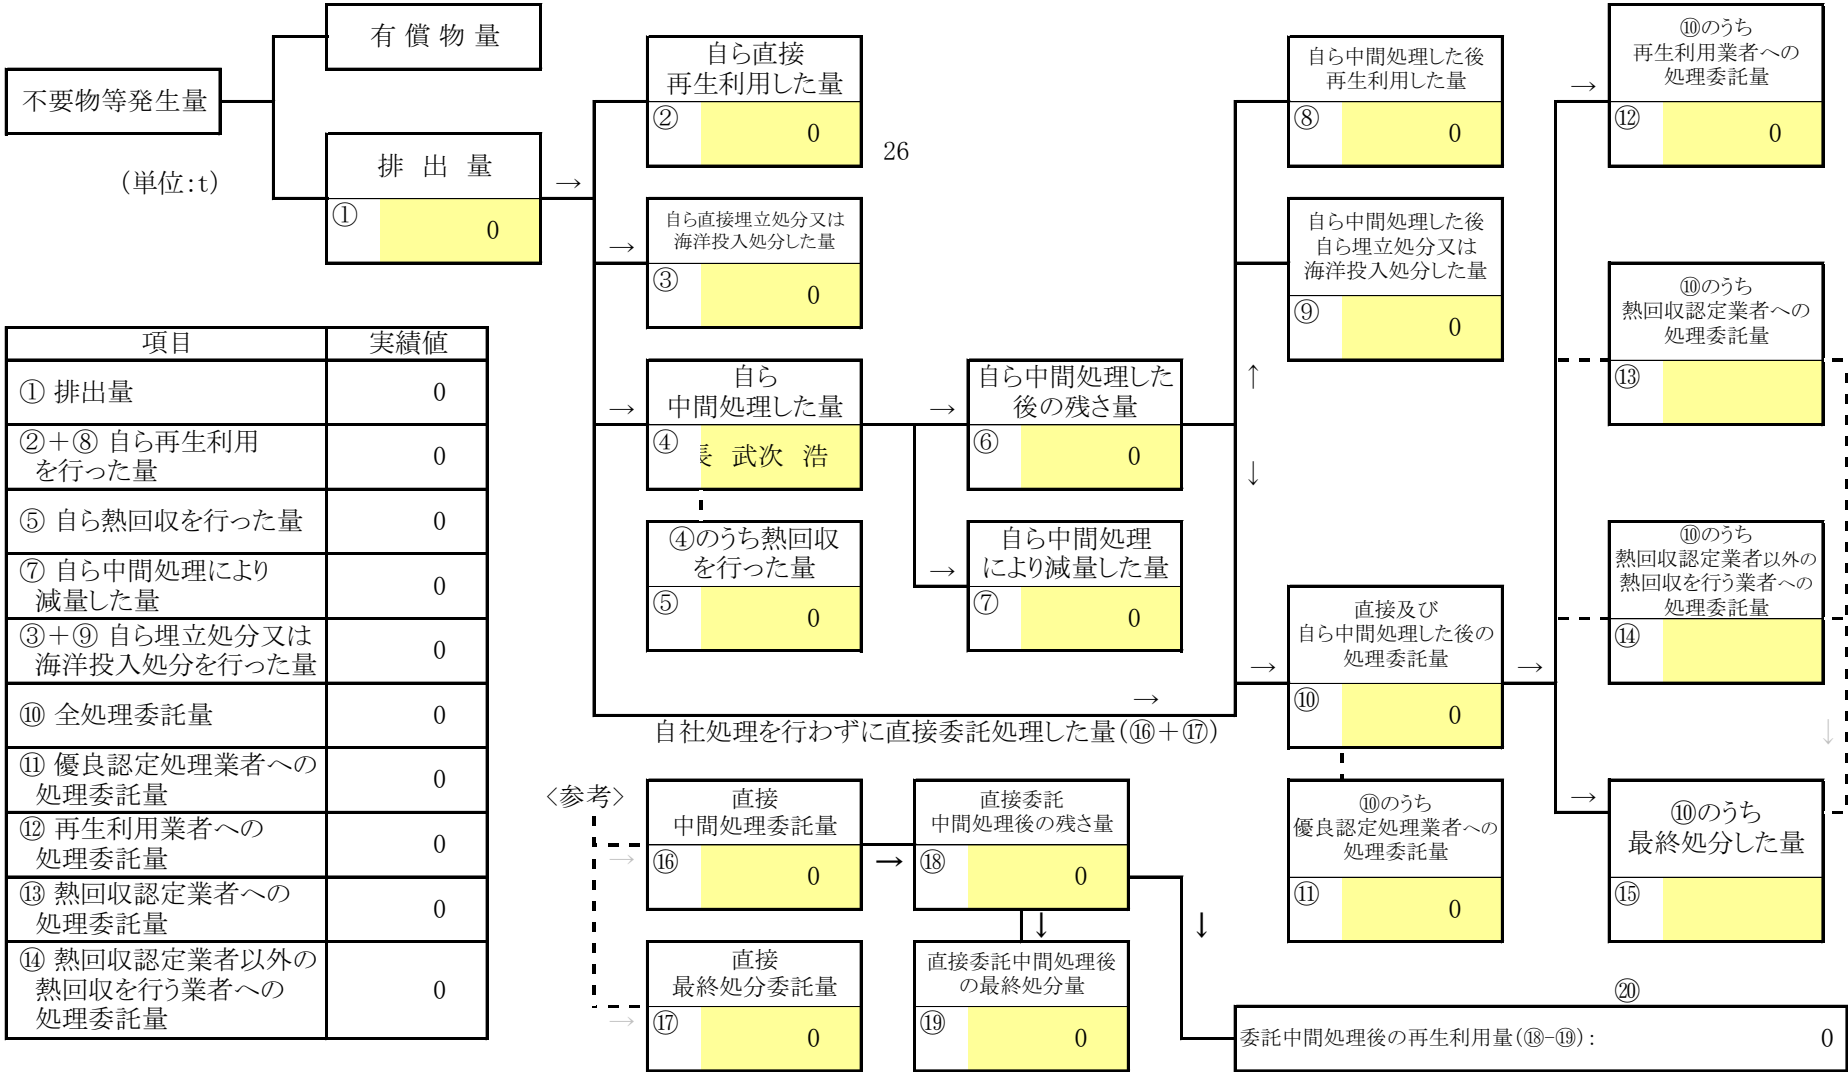 不要物等発生量
有 償 物 量
排 出 量
①
0
(単位:t)
→
自ら直接
再生利用した量
②
0
26
→
自ら直接埋立処分又は
海洋投入処分した量
③
0
→
自ら
中間処理した量
④
長 武次 浩
④のうち熱回収
を行った量
⑤
0
→
自ら中間処理した
後の残さ量
⑥
0
→
自ら中間処理
により減量した量
⑦
0
↑
↓
自ら中間処理した後
再生利用した量
⑧
0
自ら中間処理した後
自ら埋立処分又は
海洋投入処分した量
⑨
0
→
自社処理を行わずに直接委託処理した量(⑯+⑰)
→
直接及び
自ら中間処理した後の
処理委託量
⑩
0
→
⑩のうち
優良認定処理業者への
処理委託量
⑪
0
→
⑩のうち
再生利用業者への
処理委託量
⑫
0
⑩のうち
熱回収認定業者への
処理委託量
⑬
⑩のうち
熱回収認定業者以外の
熱回収を行う業者への
処理委託量
⑭
↓
→
⑩のうち
最終処分した量
⑮
項目 実績値
① 排出量 0
②+⑧ 自ら再生利用
を行った量 0
⑤ 自ら熱回収を行った量 0
⑦ 自ら中間処理により
減量した量 0
③+⑨ 自ら埋立処分又は
海洋投入処分を行った量 0
⑩ 全処理委託量 0
⑪ 優良認定処理業者への
処理委託量 0
⑫ 再生利用業者への
処理委託量 0
⑬ 熱回収認定業者への
処理委託量 0
⑭ 熱回収認定業者以外の
熱回収を行う業者への
処理委託量 0
<参考>
→
直接
中間処理委託量
⑯
0
→
直接委託
中間処理後の残さ量
⑱
0
↓
↓
→
直接
最終処分委託量
⑰
0
直接委託中間処理後
の最終処分量
⑲
0
⑳
委託中間処理後の再生利用量(⑱-⑲): 0